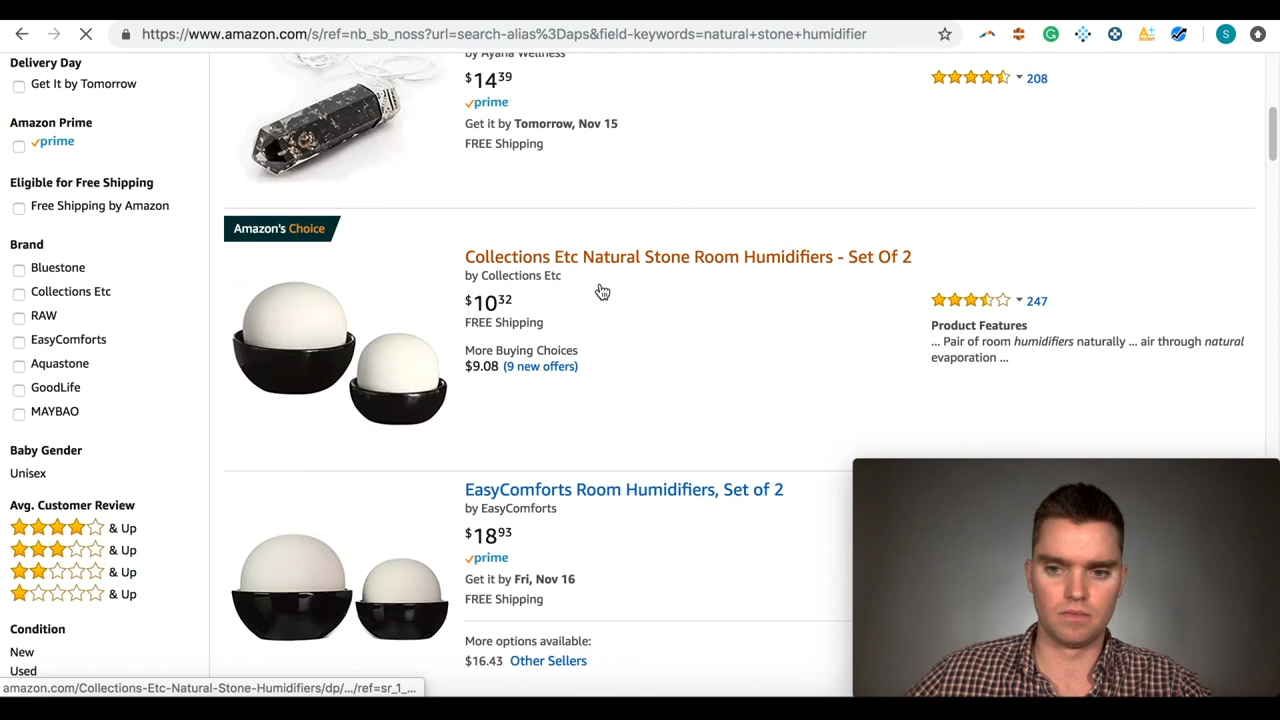 https://www.amazon.com/s/ref=nb_sb_noss?url=search-alias%3Daps&field-keywords=natural+stone+humidifier
S
Delivery Day
Get It by Tomorrow
Amazon Prime
prime
Eligible for Free Shipping
Free Shipping by Amazon
Brand
Bluestone
Collections Etc
RAW
EasyComforts
Aquastone
GoodLife
MAYBAO
Baby Gender
Unisex
Avg. Customer Review
& Up
& Up
& Up
& Up
Condition
New
Used
by Ayana Wellness
$14 39
prime
Get it by Tomorrow, Nov 15
FREE Shipping
208
Amazon's Choice
Collections Etc Natural Stone Room Humidifiers - Set Of 2
by Collections Etc
$10 32
FREE Shipping
More Buying Choices
$9.08 (9 new offers)
247
Product Features
... Pair of room humidifiers naturally ... air through natural
evaporation ...
EasyComforts Room Humidifiers, Set of 2
by EasyComforts
$18 93
prime
Get it by Fri, Nov 16
FREE Shipping
More options available:
$16.43 Other Sellers
amazon.com/Collections-Etc-Natural-Stone-Humidifiers/dp/.../ref=sr_1_...